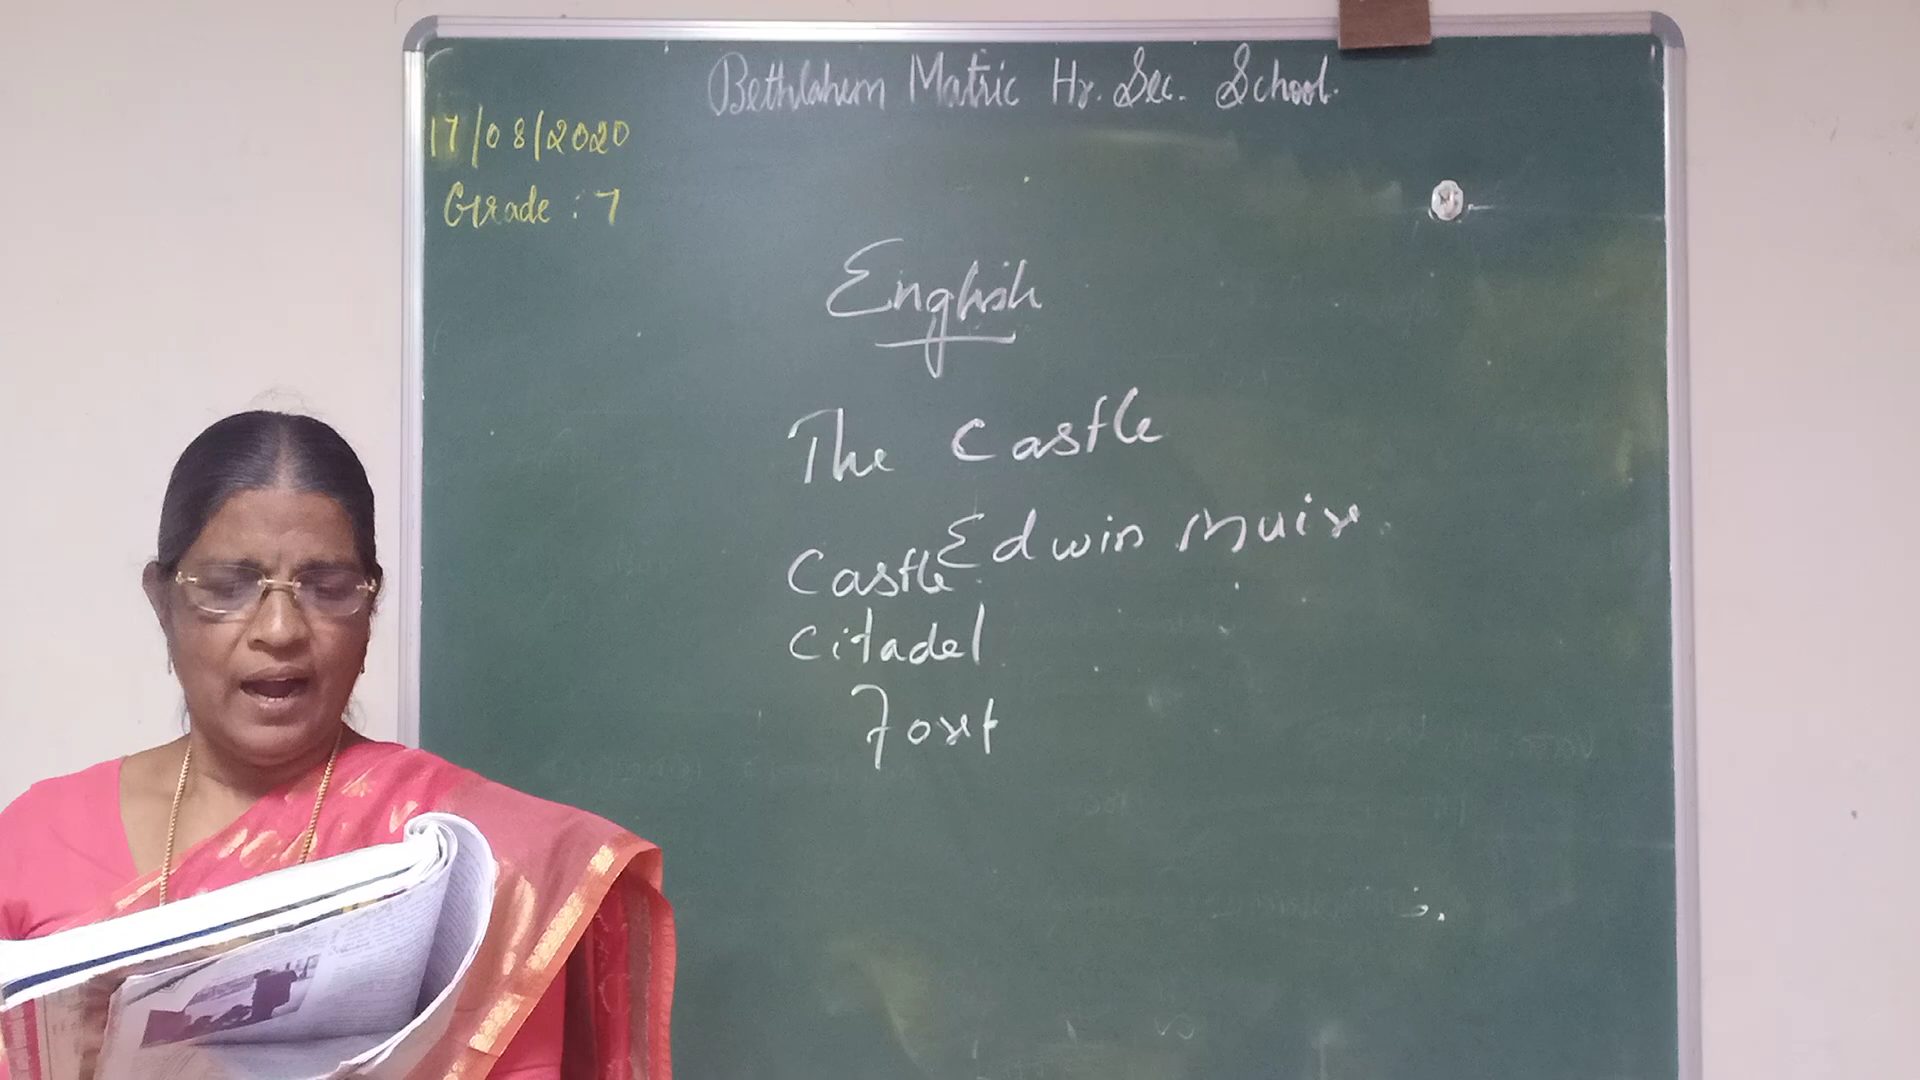 Bethlahem Matric Hr. Sec. School.
17/08/2020
Grade : 7
English
The Castle
Edwin Muir.
Castle
Citadel
Fort